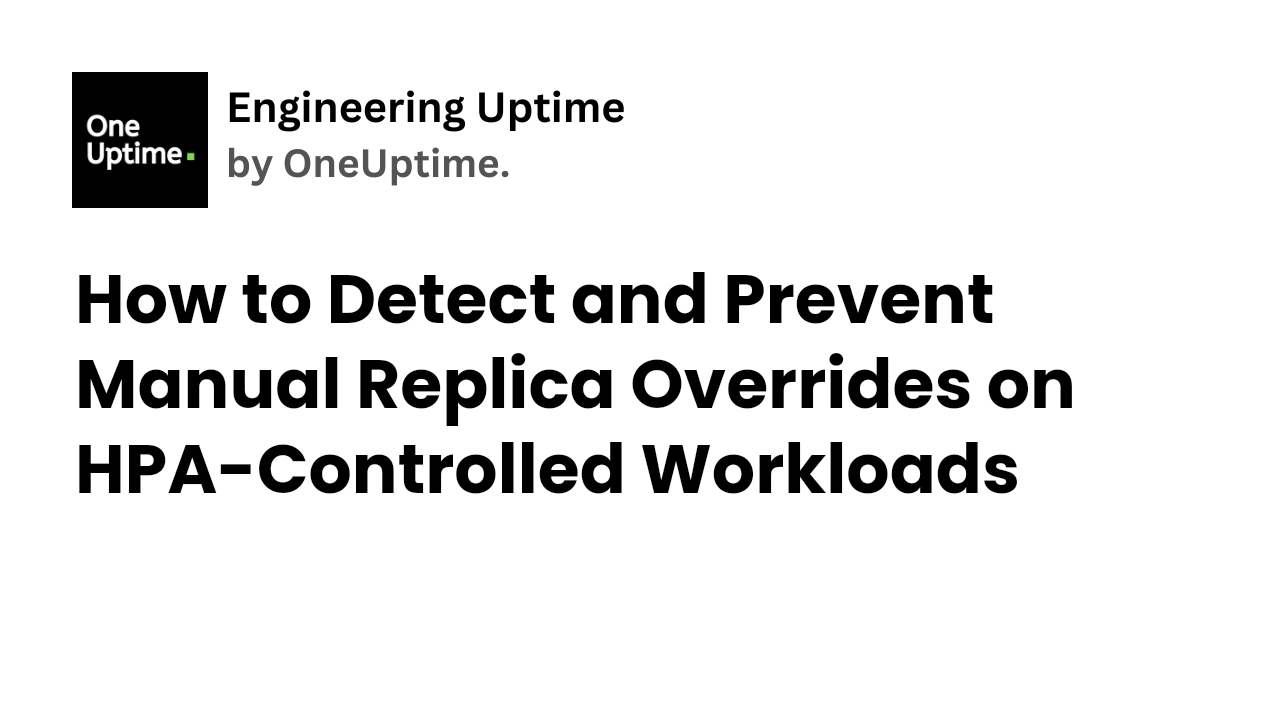 One
Uptime.
Engineering Uptime
by OneUptime.
How to Detect and Prevent
Manual Replica Overrides on
HPA-Controlled Workloads